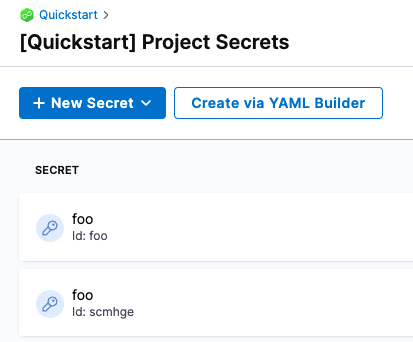 Quickstart
[Quickstart] Project Secrets
+ New Secret
Create via YAML Builder
SECRET
foo
Id: foo
foo
Id: scmhge